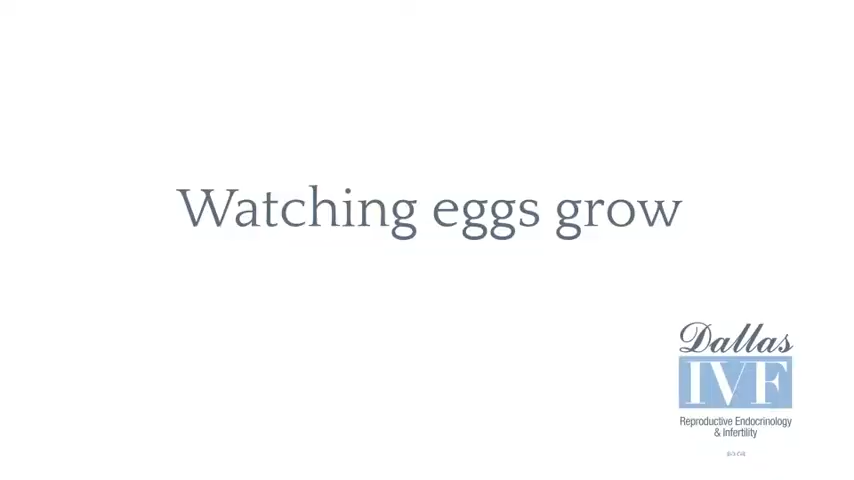 Watching eggs grow
Dallas
IVF
Reproductive Endocrinology
& Infertility